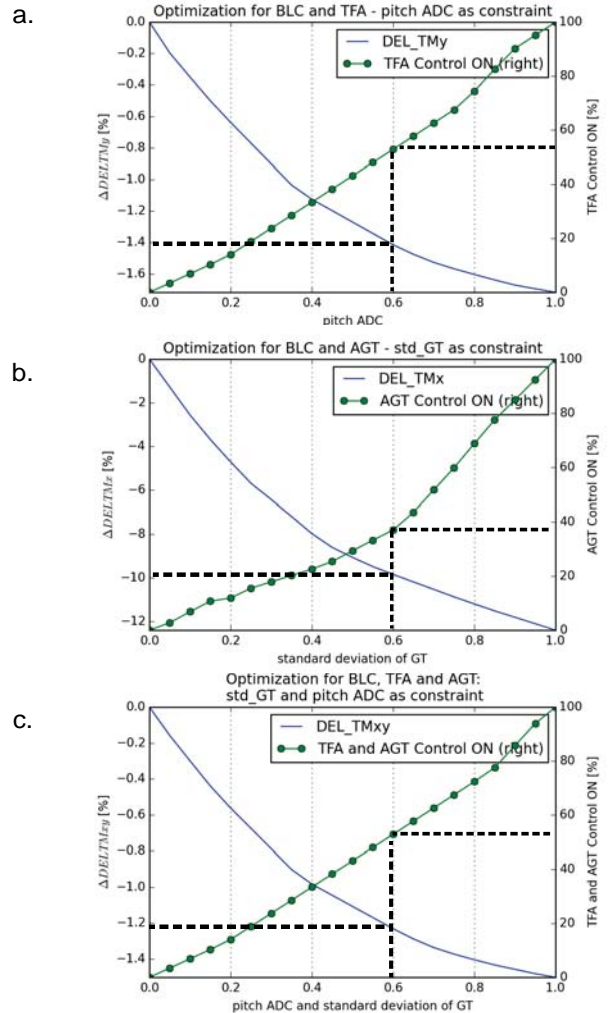 a.
Optimization for BLC and TFA - pitch ADC as constraint
DEL_TMy
TFA Control ON (right)
0.0
−0.2
−0.4
−0.6
−0.8
−1.0
−1.2
−1.4
−1.6
ΔDELTMy [%]
100
80
60
40
20
0
TFA Control ON [%]
0.0 0.2 0.4 0.6 0.8 1.0
pitch ADC
b.
Optimization for BLC and AGT - std_GT as constraint
DEL_TMx
AGT Control ON (right)
0
−2
−4
−6
−8
−10
−12
ΔDELTMx [%]
100
80
60
40
20
0
AGT Control ON [%]
0.0 0.2 0.4 0.6 0.8 1.0
standard deviation of GT
c.
Optimization for BLC, TFA and AGT:
std_GT and pitch ADC as constraint
DEL_TMxy
TFA and AGT Control ON (right)
0.0
−0.2
−0.4
−0.6
−0.8
−1.0
−1.2
−1.4
ΔDELTMxy [%]
100
80
60
40
20
0
TFA and AGT Control ON [%]
0.0 0.2 0.4 0.6 0.8 1.0
pitch ADC and standard deviation of GT